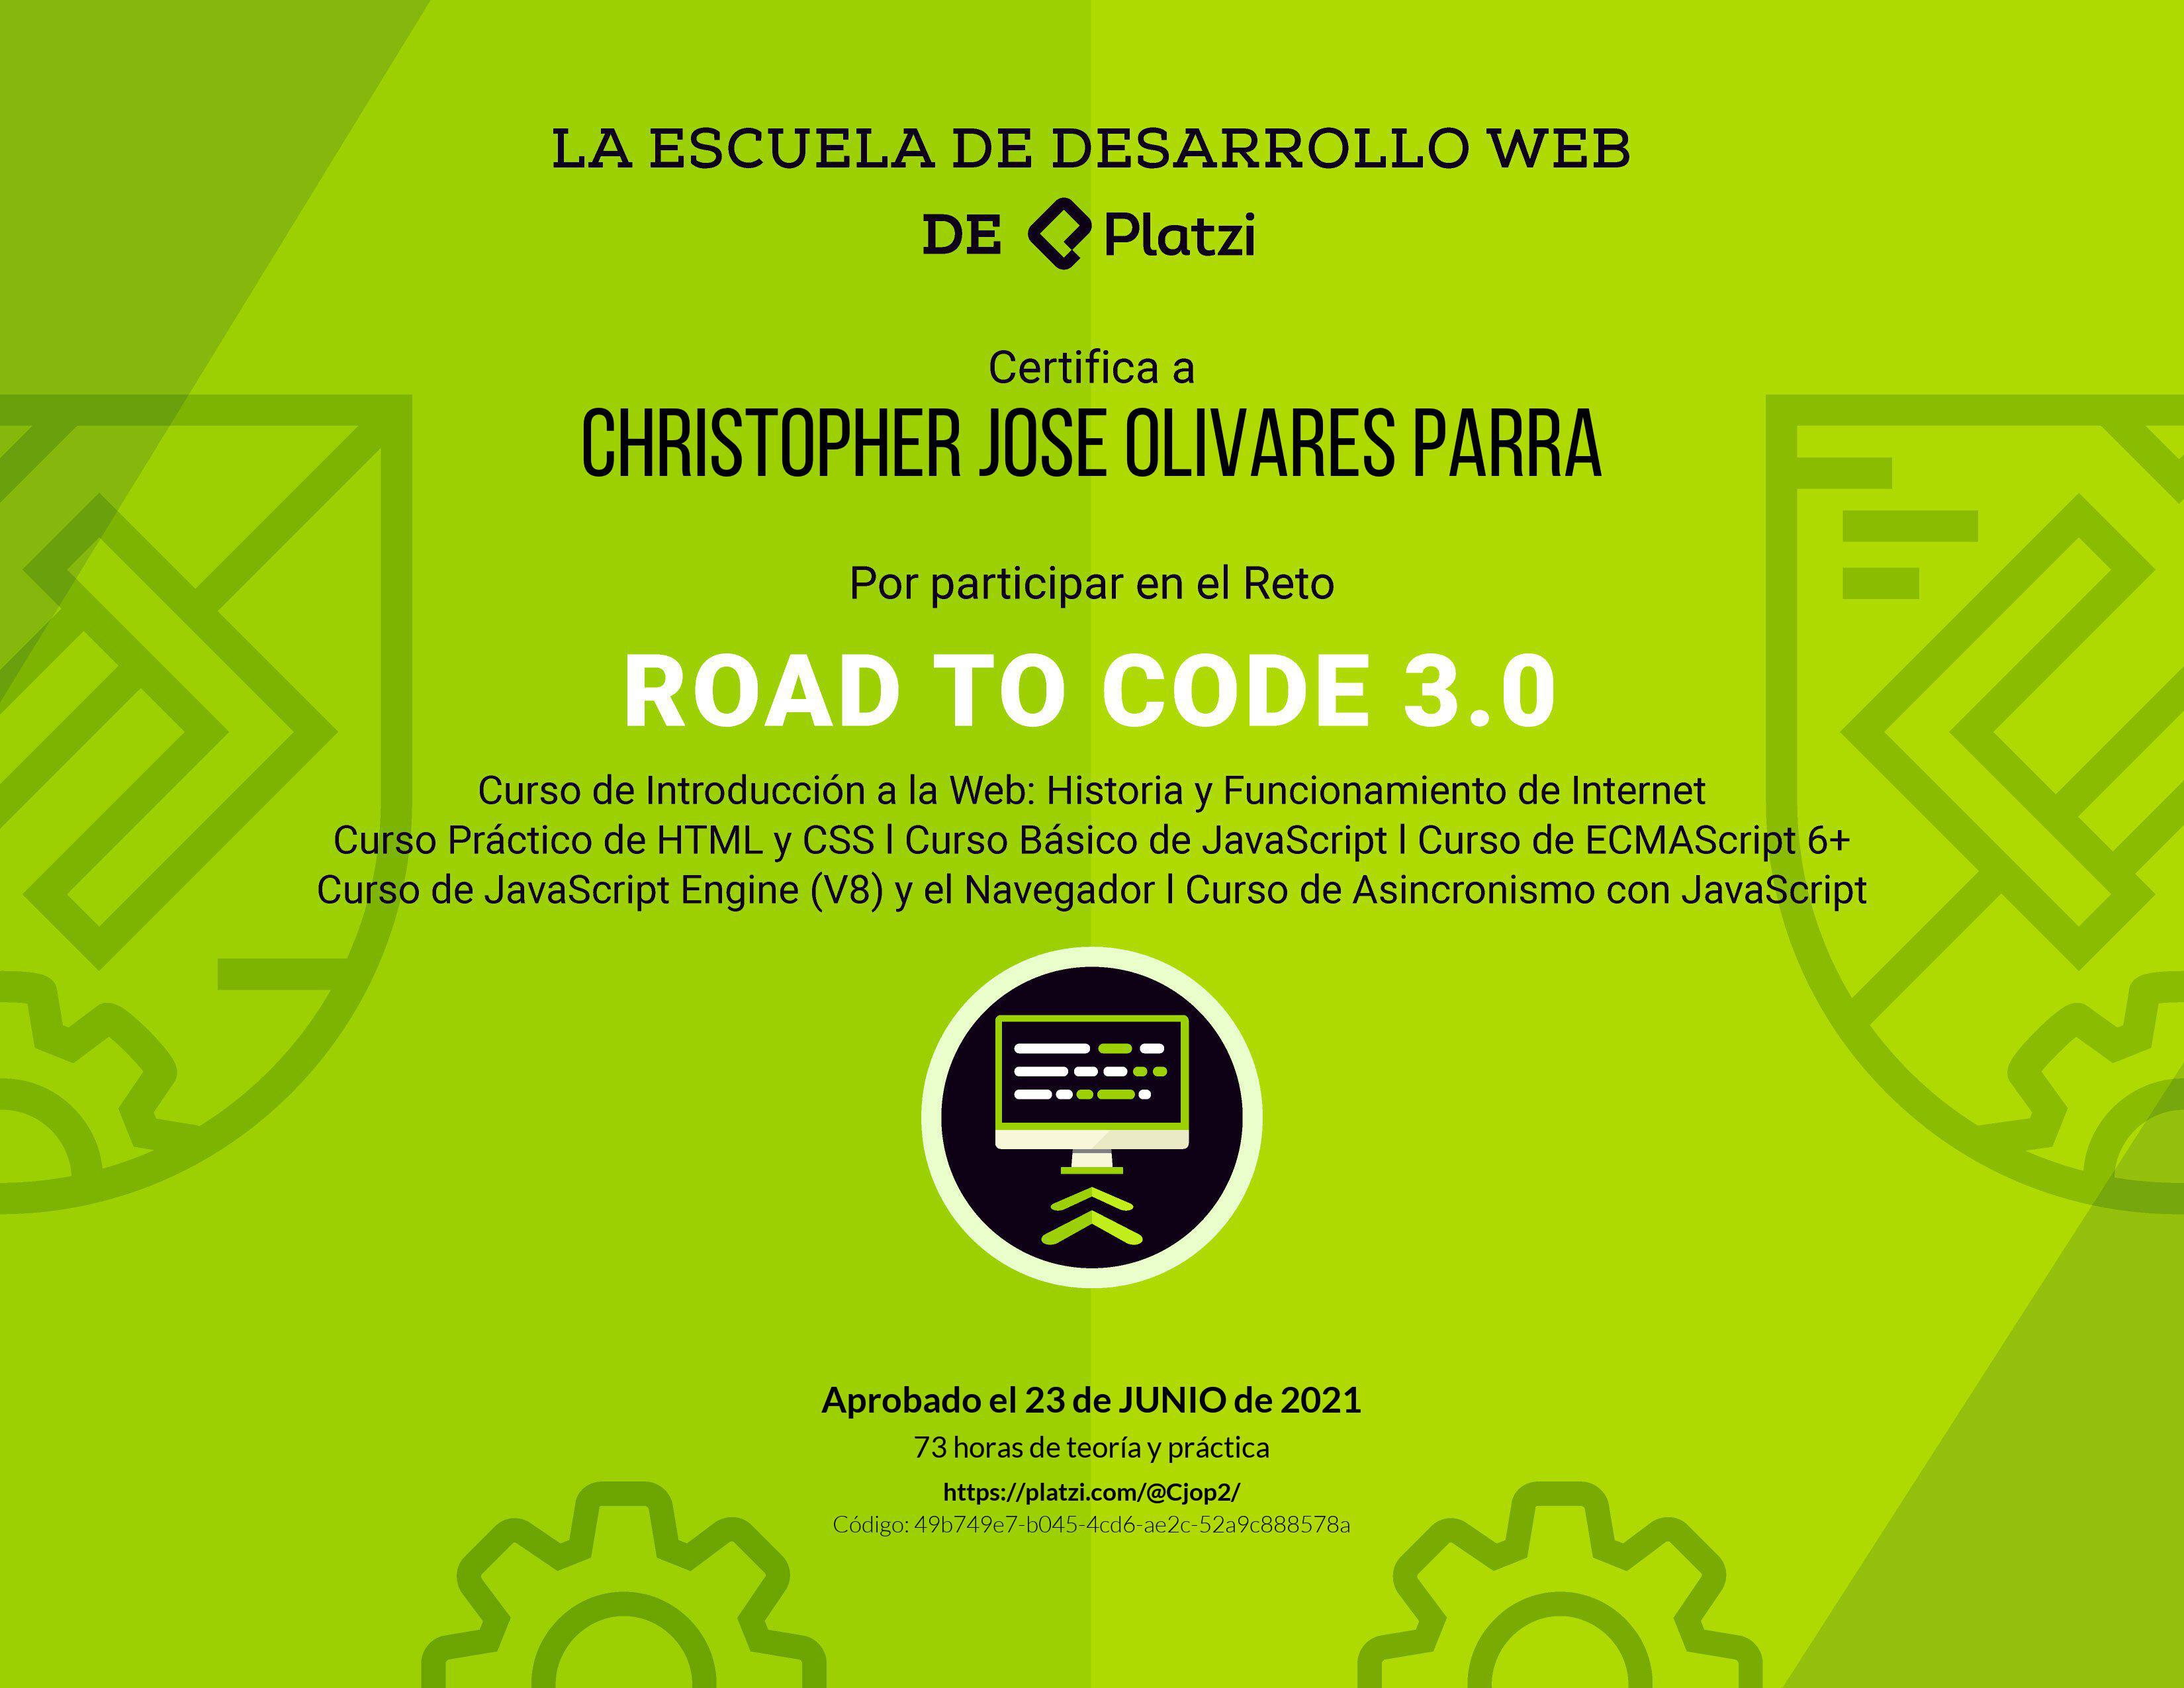 LA ESCUELA DE DESARROLLO WEB
DE Platzi
Certifica a
CHRISTOPHER JOSE OLIVARES PARRA
Por participar en el Reto
ROAD TO CODE 3.0
Curso de Introducción a la Web: Historia y Funcionamiento de Internet
Curso Práctico de HTML y CSS l Curso Básico de JavaScript l Curso de ECMAScript 6+
Curso de JavaScript Engine (V8) y el Navegador l Curso de Asincronismo con JavaScript
Aprobado el 23 de JUNIO de 2021
73 horas de teoría y práctica
https://platzi.com/@Cjop2/
Código: 49b749e7-b045-4cd6-ae2c-52a9c888578a